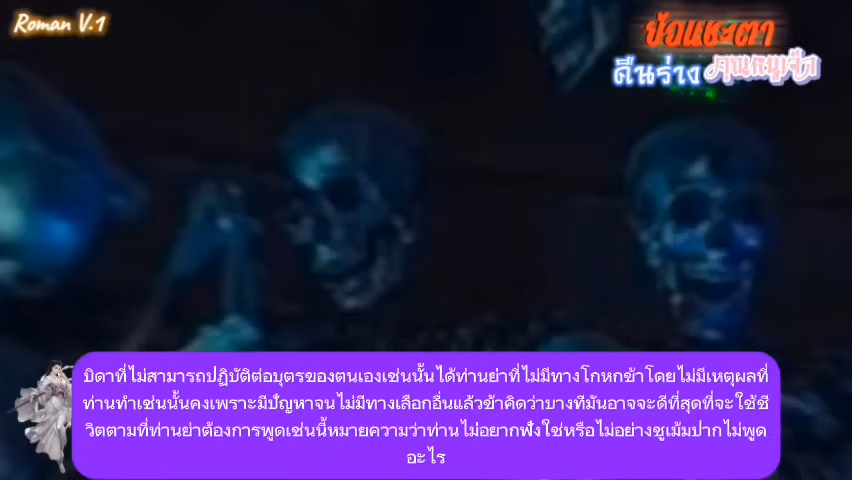 Roman V.1
ย้อนชะตา
คืนร่าง คุณหนูเจ้า
บิดาที่ไม่สามารถปฏิบัติต่อบุตรของตนเองเช่นนั้นได้ท่านย่าที่ไม่มีทางโกหกข้าโดยไม่มีเหตุผลที่
ท่านทำเช่นนั้นคงเพราะมีปัญหาจนไม่มีทางเลือกอื่นแล้วข้าคิดว่าบางทีมันอาจจะดีที่สุดที่จะใช้ชี
วิตตามที่ท่านย่าต้องการพูดเช่นนี้หมายความว่าท่านไม่อยากฟังใช่หรือไม่อย่างซูเม้มปากไม่พูด
อะไร